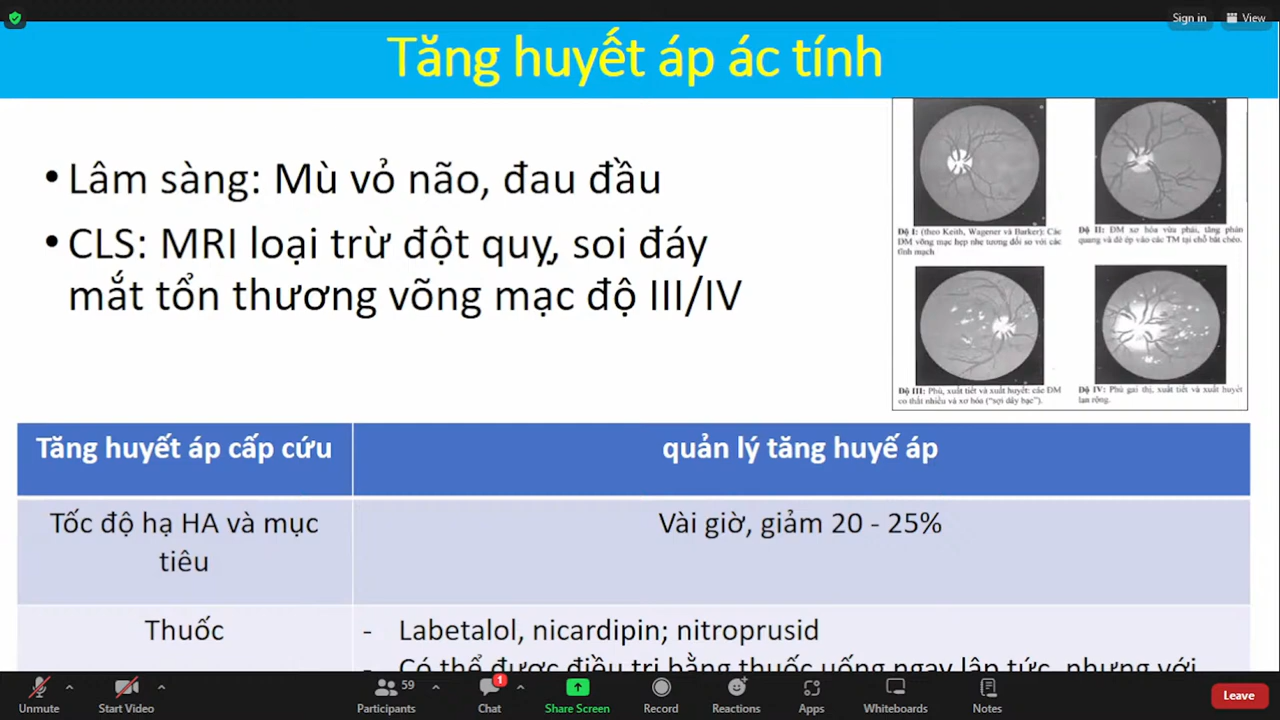 Sign in
View
Tăng huyết áp ác tính
• Lâm sàng: Mù vỏ não, đau đầu
• CLS: MRI loại trừ đột quy, soi đáy
mắt tổn thương võng mạc độ III/IV
Độ I: (theo Keith, Wagener và Barker): Các
ĐM võng mạc hẹp nhẹ tương đối so với các
tĩnh mạch
Độ II: ĐM xơ hóa vừa phải, tăng phản
quang và đè ép vào các TM tại chỗ bắt chéo.
Độ III: Phù, xuất tiết và xuất huyết: các ĐM
co thắt nhiều và xơ hóa ("sợi dây bạc").
Độ IV: Phù gai thị, xuất tiết và xuất huyết
lan rộng.
Tăng huyết áp cấp cứu
quản lý tăng huyế áp
Tốc độ hạ HA và mục
tiêu
Vài giờ, giảm 20 - 25%
Thuốc
- Labetalol, nicardipin; nitroprusid
- Có thể được điều trị bằng thuốc uống ngay lập tức, nhưng với
Unmute
Start Video
59
Participants
1
Chat
Share Screen
Record
Reactions
Apps
Whiteboards
Notes
Leave